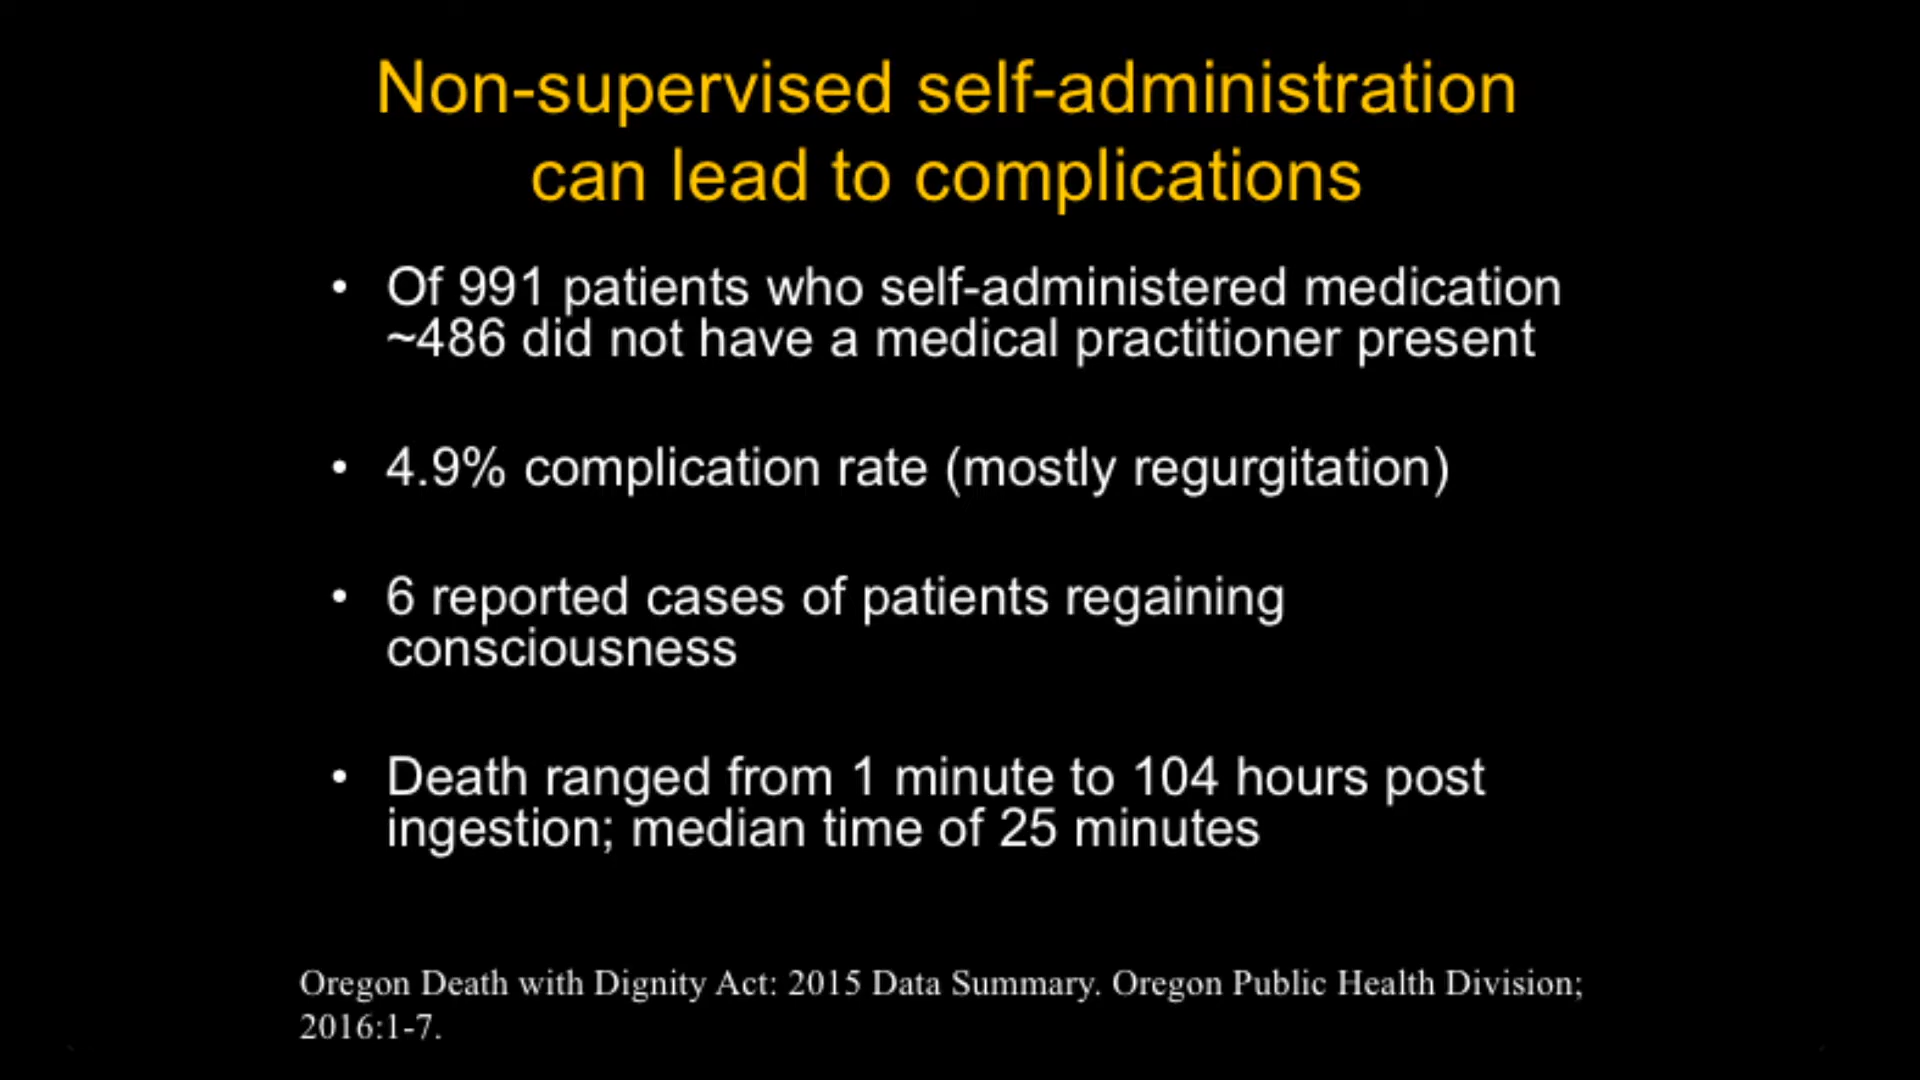 Non-supervised self-administration
can lead to complications
• Of 991 patients who self-administered medication
~486 did not have a medical practitioner present
• 4.9% complication rate (mostly regurgitation)
• 6 reported cases of patients regaining
consciousness
• Death ranged from 1 minute to 104 hours post
ingestion; median time of 25 minutes
Oregon Death with Dignity Act: 2015 Data Summary. Oregon Public Health Division;
2016:1-7.